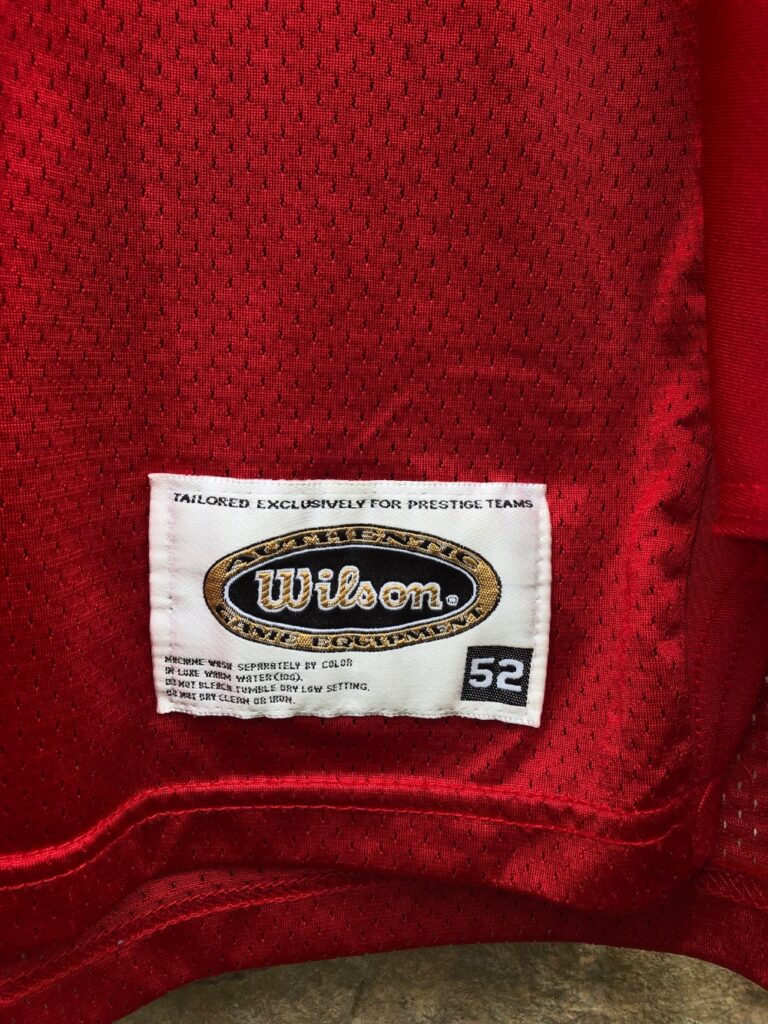 TAILORED EXCLUSIVELY FOR PRESTIGE TEAMS
AUTHENTIC
Wilson®
GAME EQUIPMENT
MACHINE WASH SEPARATELY BY COLOR
IN LUKE WARM WATER(100).
DO NOT BLEACH TUMBLE DRY LOW SETTING.
DO NOT DRY CLEAN OR IRON.
52